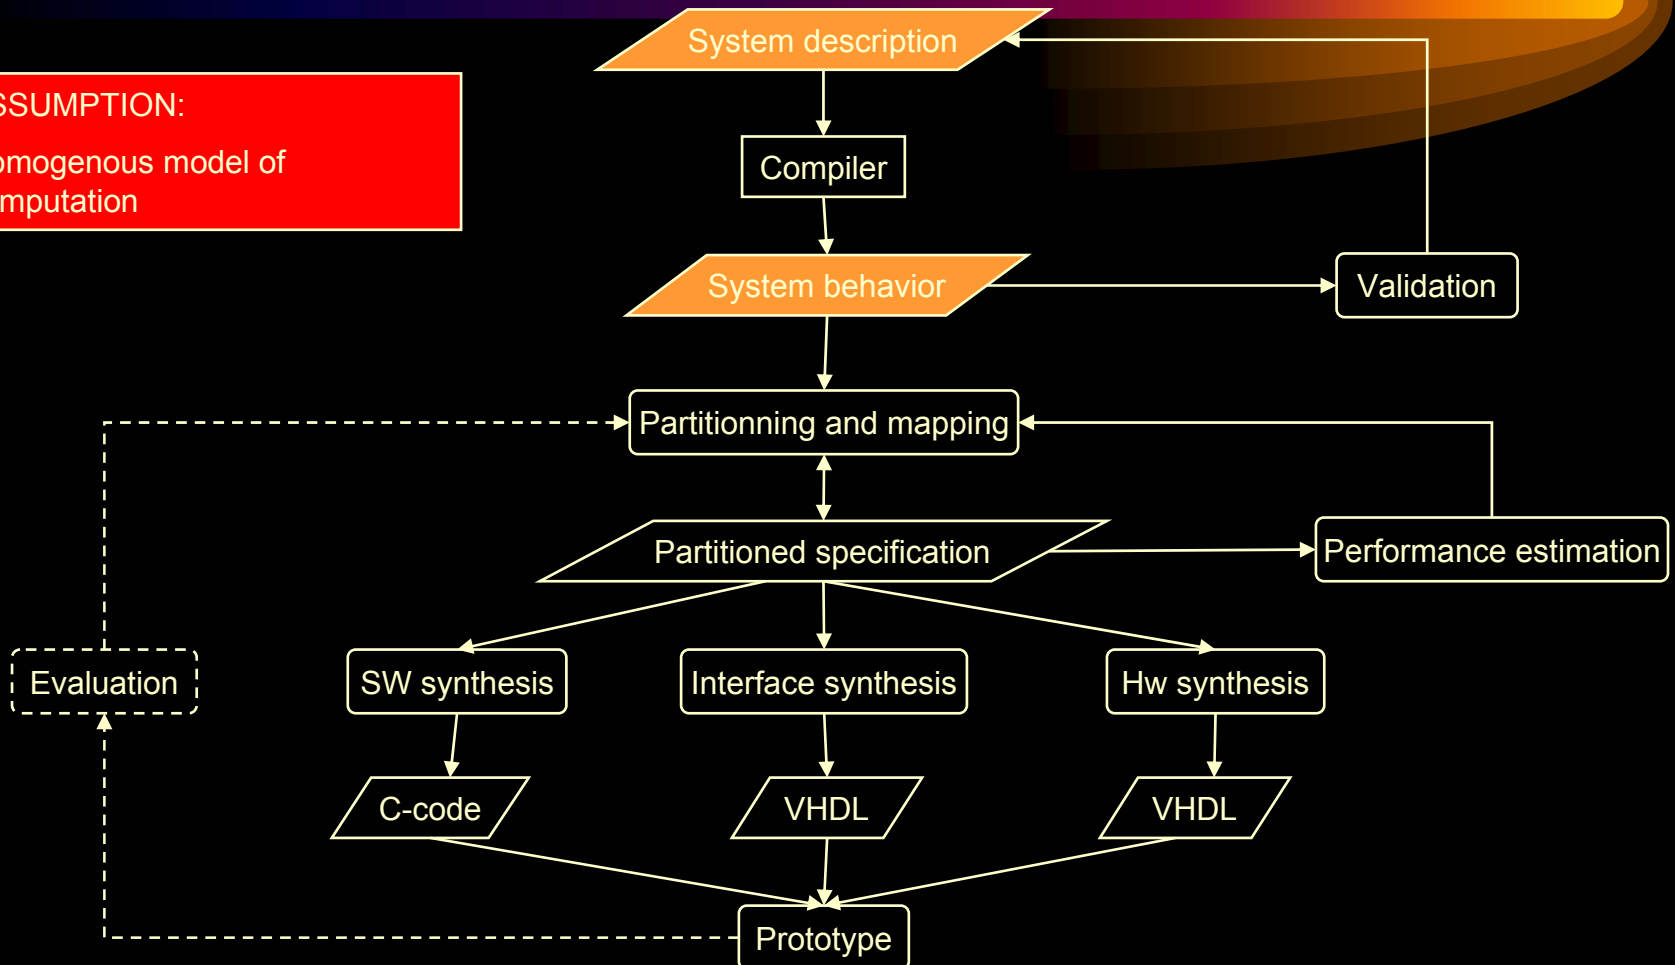 System description
SSUMPTION:
omogenous model of
mputation
Compiler
System behavior
Validation
Partitionning and mapping
Partitioned specification
Performance estimation
Evaluation
SW synthesis
Interface synthesis
Hw synthesis
C-code
VHDL
VHDL
Prototype